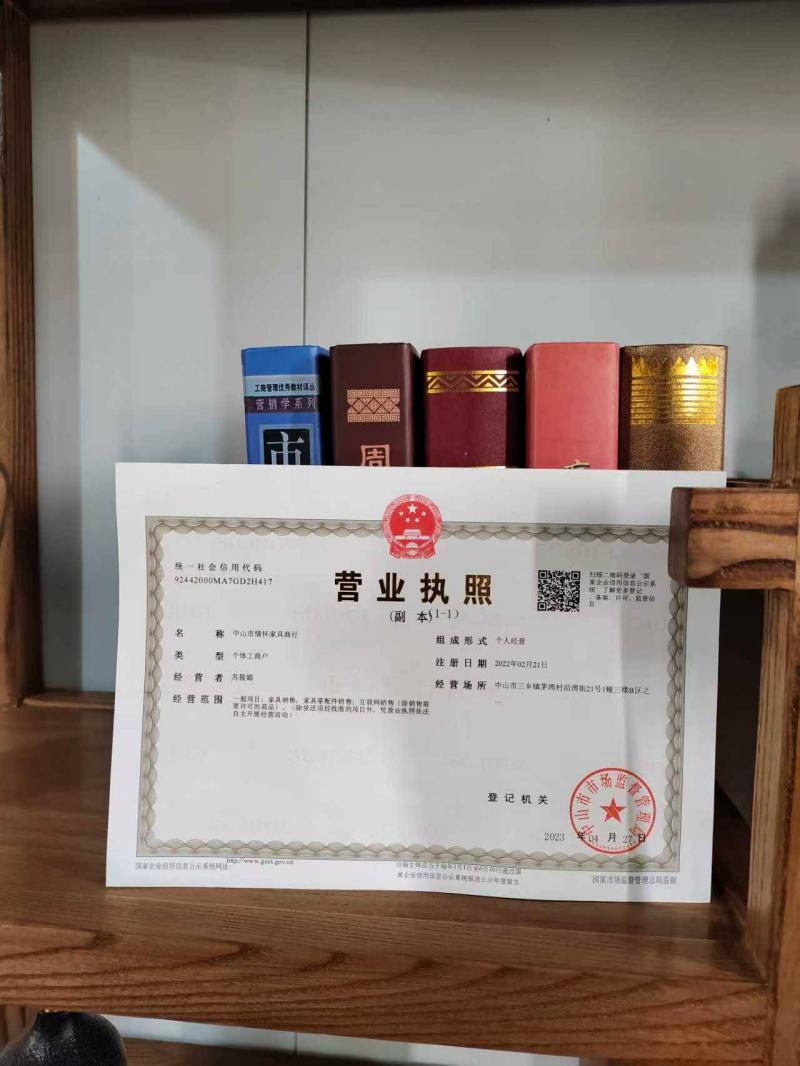 工商管理优秀教材译丛
营销学系列
市
周
统一社会信用代码
92442000MA7GD2H417
营业执照
(副 本)(1-1)
扫描二维码登录"国
家企业信用信息公示系
统"了解更多登记
、备案、许可、监管信
息
名 称 中山市情怀家具商行
类 型 个体工商户
经 营 者
经 营 范 围 一般项目:家具销售;家具零配件销售;互联网销售(除销售需
要许可的商品)。(除依法须经批准的项目外,凭营业执照依法
自主开展经营活动)
组 成 形 式 个人经营
注 册 日 期 2022年02月21日
经 营 场 所 中山市三乡镇茅湾村沿湾街21号1幢三楼B区之
一
登 记 机 关
中山市市场监督管理局
2023 年 04 月 27 日
国家企业信用信息公示系统网址:
http://www.gsxt.gov.cn
市场主体应当于每年1月1日至6月30日通过国
家企业信用信息公示系统报送公示年度报告
国家市场监督管理总局监制